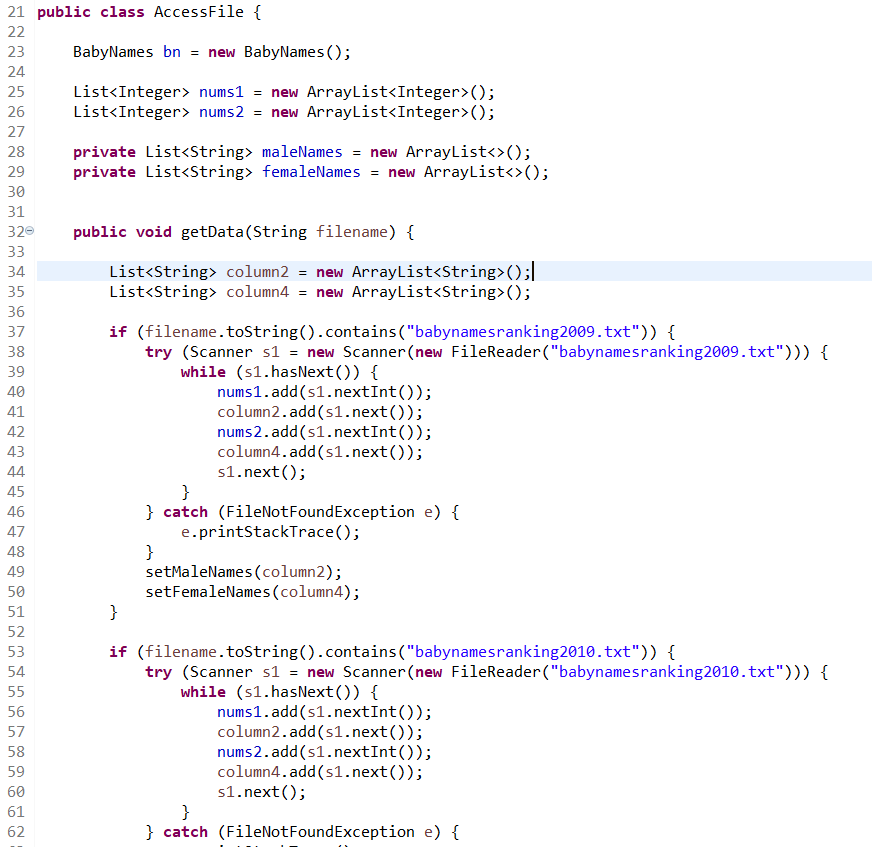 21 public class AccessFile {
22
23     BabyNames bn = new BabyNames();
24
25     List<Integer> nums1 = new ArrayList<Integer>();
26     List<Integer> nums2 = new ArrayList<Integer>();
27
28     private List<String> maleNames = new ArrayList<>();
29     private List<String> femaleNames = new ArrayList<>();
30
31
32     public void getData(String filename) {
33
34         List<String> column2 = new ArrayList<String>();
35         List<String> column4 = new ArrayList<String>();
36
37         if (filename.toString().contains("babynamesranking2009.txt")) {
38             try (Scanner s1 = new Scanner(new FileReader("babynamesranking2009.txt"))) {
39                 while (s1.hasNext()) {
40                     nums1.add(s1.nextInt());
41                     column2.add(s1.next());
42                     nums2.add(s1.nextInt());
43                     column4.add(s1.next());
44                     s1.next();
45                 }
46             } catch (FileNotFoundException e) {
47                 e.printStackTrace();
48             }
49             setMaleNames(column2);
50             setFemaleNames(column4);
51         }
52
53         if (filename.toString().contains("babynamesranking2010.txt")) {
54             try (Scanner s1 = new Scanner(new FileReader("babynamesranking2010.txt"))) {
55                 while (s1.hasNext()) {
56                     nums1.add(s1.nextInt());
57                     column2.add(s1.next());
58                     nums2.add(s1.nextInt());
59                     column4.add(s1.next());
60                     s1.next();
61                 }
62             } catch (FileNotFoundException e) {